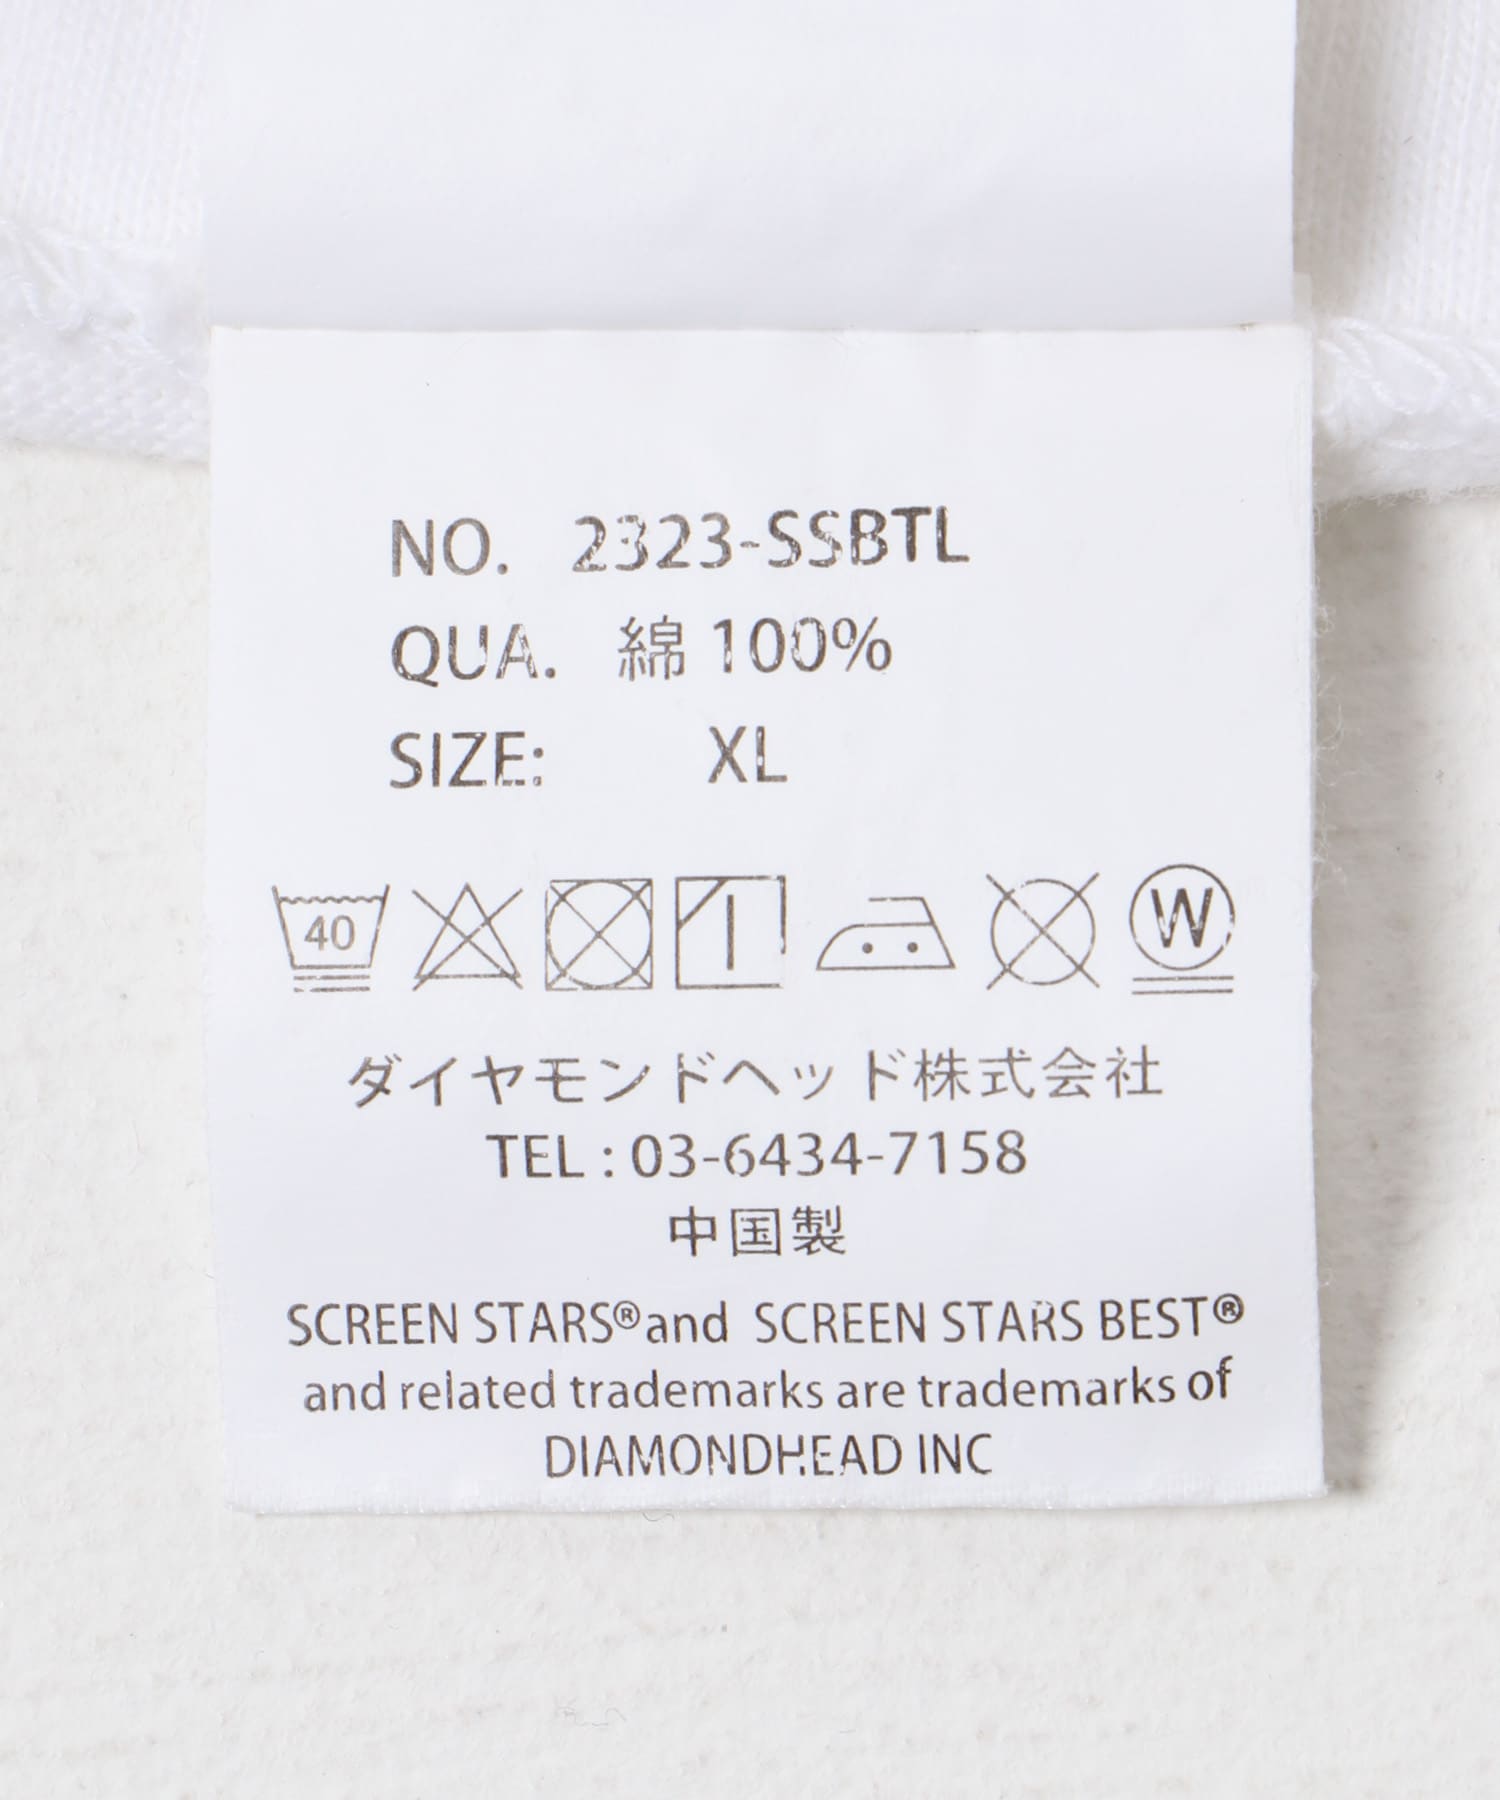 NO. 2323-SSBTL
QUA. 綿 100%
SIZE: XL
40 W
ダイヤモンドヘッド株式会社
TEL : 03-6434-7158
中国製
SCREEN STARS® and SCREEN STARS BEST®
and related trademarks are trademarks of
DIAMONDHEAD INC